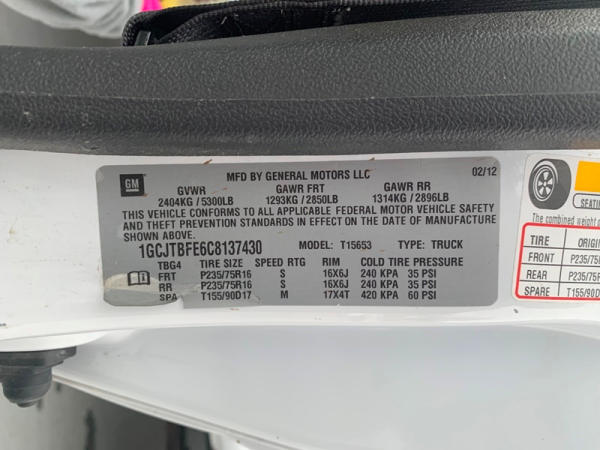 GM
MFD BY GENERAL MOTORS LLC 02/12
GVWR GAWR FRT GAWR RR
2404KG / 5300LB 1293KG / 2850LB 1314KG / 2896LB
THIS VEHICLE CONFORMS TO ALL APPLICABLE FEDERAL MOTOR VEHICLE SAFETY
AND THEFT PREVENTION STANDARDS IN EFFECT ON THE DATE OF MANUFACTURE
SHOWN ABOVE.
1GCJTBFE6C8137430 MODEL: T15653 TYPE: TRUCK
TBG4 TIRE SIZE SPEED RTG RIM COLD TIRE PRESSURE
FRT P235/75R16 S 16X6J 240 KPA 35 PSI
RR P235/75R16 S 16X6J 240 KPA 35 PSI
SPA T155/90D17 M 17X4T 420 KPA 60 PSI
SEATIN
The combined weight of
TIRE ORIGIN
FRONT P235/75
REAR P235/75
SPARE T155/90D